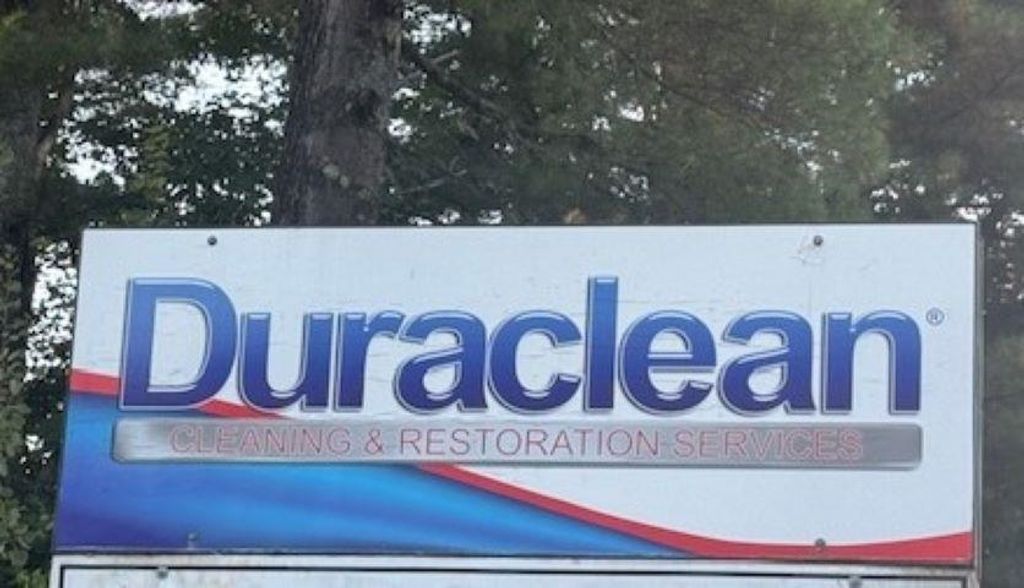 Duraclean®
CLEANING & RESTORATION SERVICES